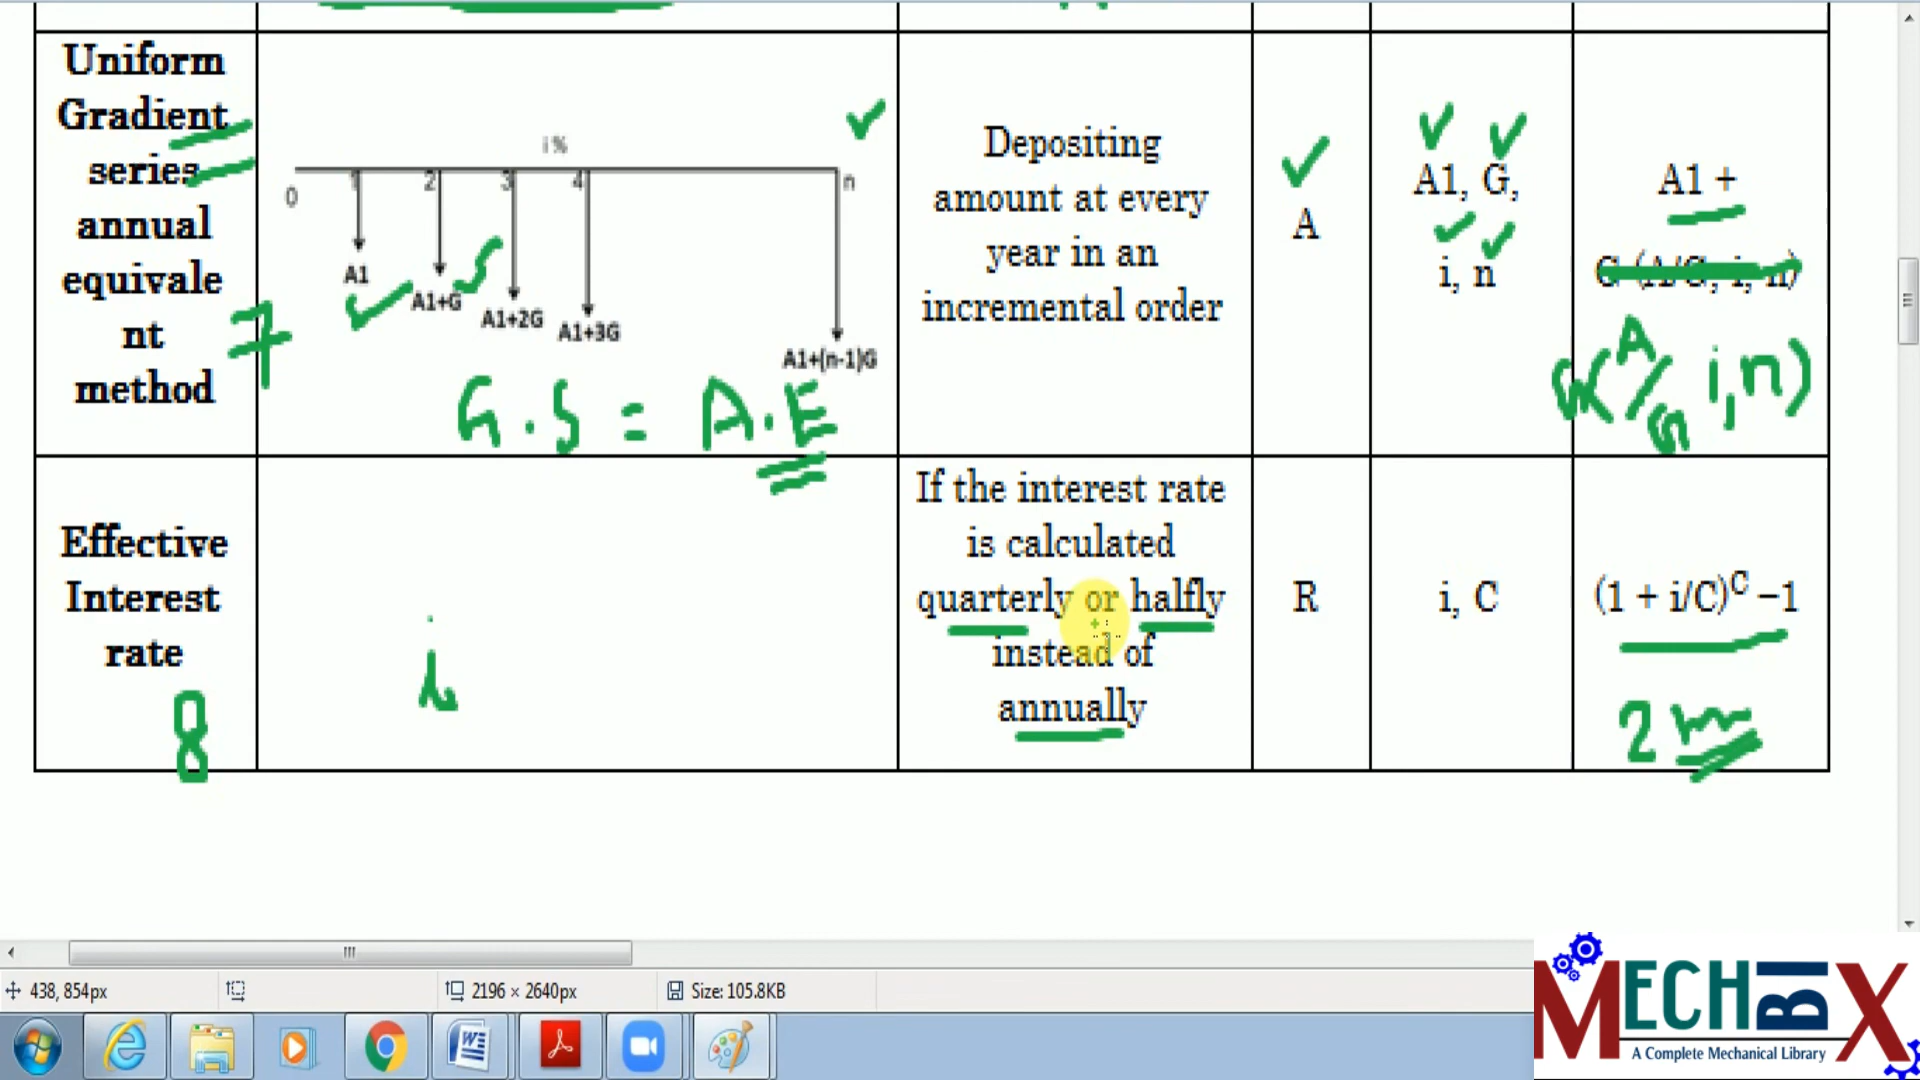 Uniform
Gradient
series
annual
equivale
nt
method
7
i%
0
1
2
3
4
n
A1
A1+G
A1+2G
A1+3G
A1+(n-1)G
G.S = A.E
Depositing
amount at every
year in an
incremental order
A
A1, G,
i, n
A1 +
G (A/G, i, n)
G(A/G i,n)
Effective
Interest
rate
8
i
If the interest rate
is calculated
quarterly or halfly
instead of
annually
R
i, C
(1 + i/C)^C –1
2 m
438, 854px
2196 × 2640px
Size: 105.8KB
MECHBIX
A Complete Mechanical Library